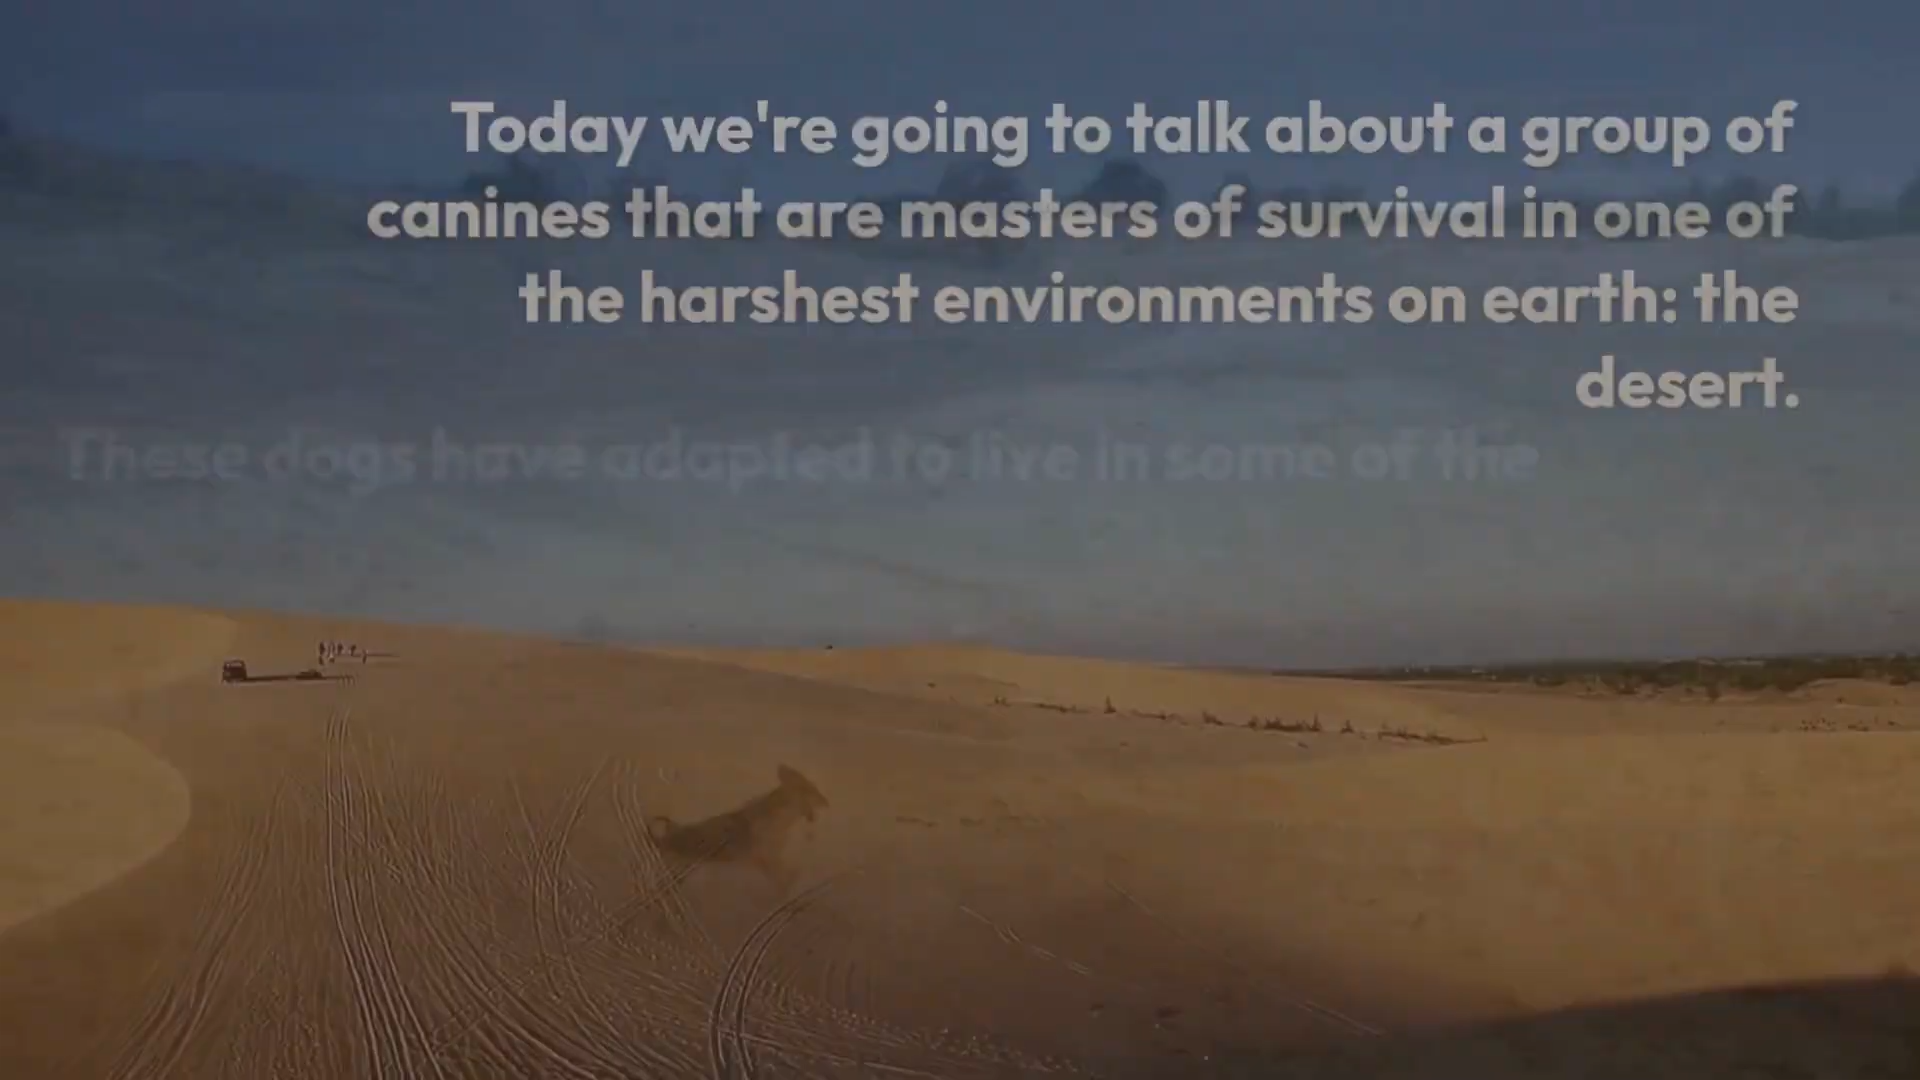 Today we're going to talk about a group of
canines that are masters of survival in one of
the harshest environments on earth: the
desert.
These dogs have adapted to live in some of the